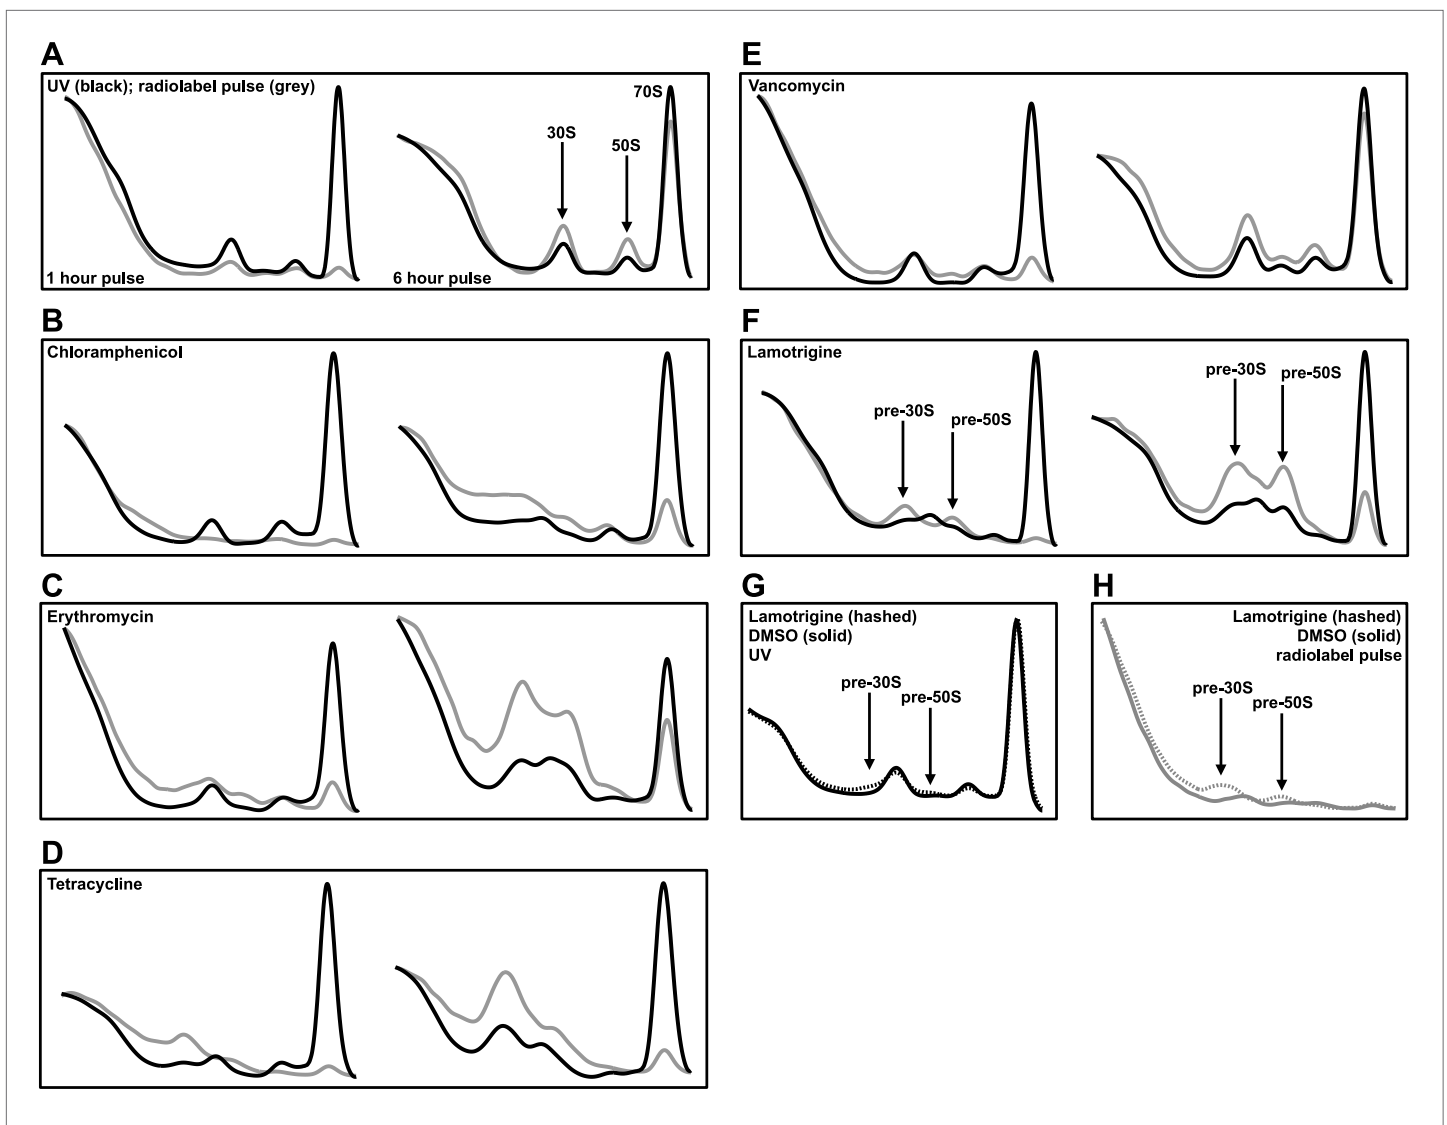 A
UV (black); radiolabel pulse (grey)
70S
30S
50S
1 hour pulse
6 hour pulse
B
Chloramphenicol
C
Erythromycin
D
Tetracycline
E
Vancomycin
F
Lamotrigine
pre-30S
pre-50S
pre-30S
pre-50S
G
Lamotrigine (hashed)
DMSO (solid)
UV
pre-30S
pre-50S
H
Lamotrigine (hashed)
DMSO (solid)
radiolabel pulse
pre-30S
pre-50S